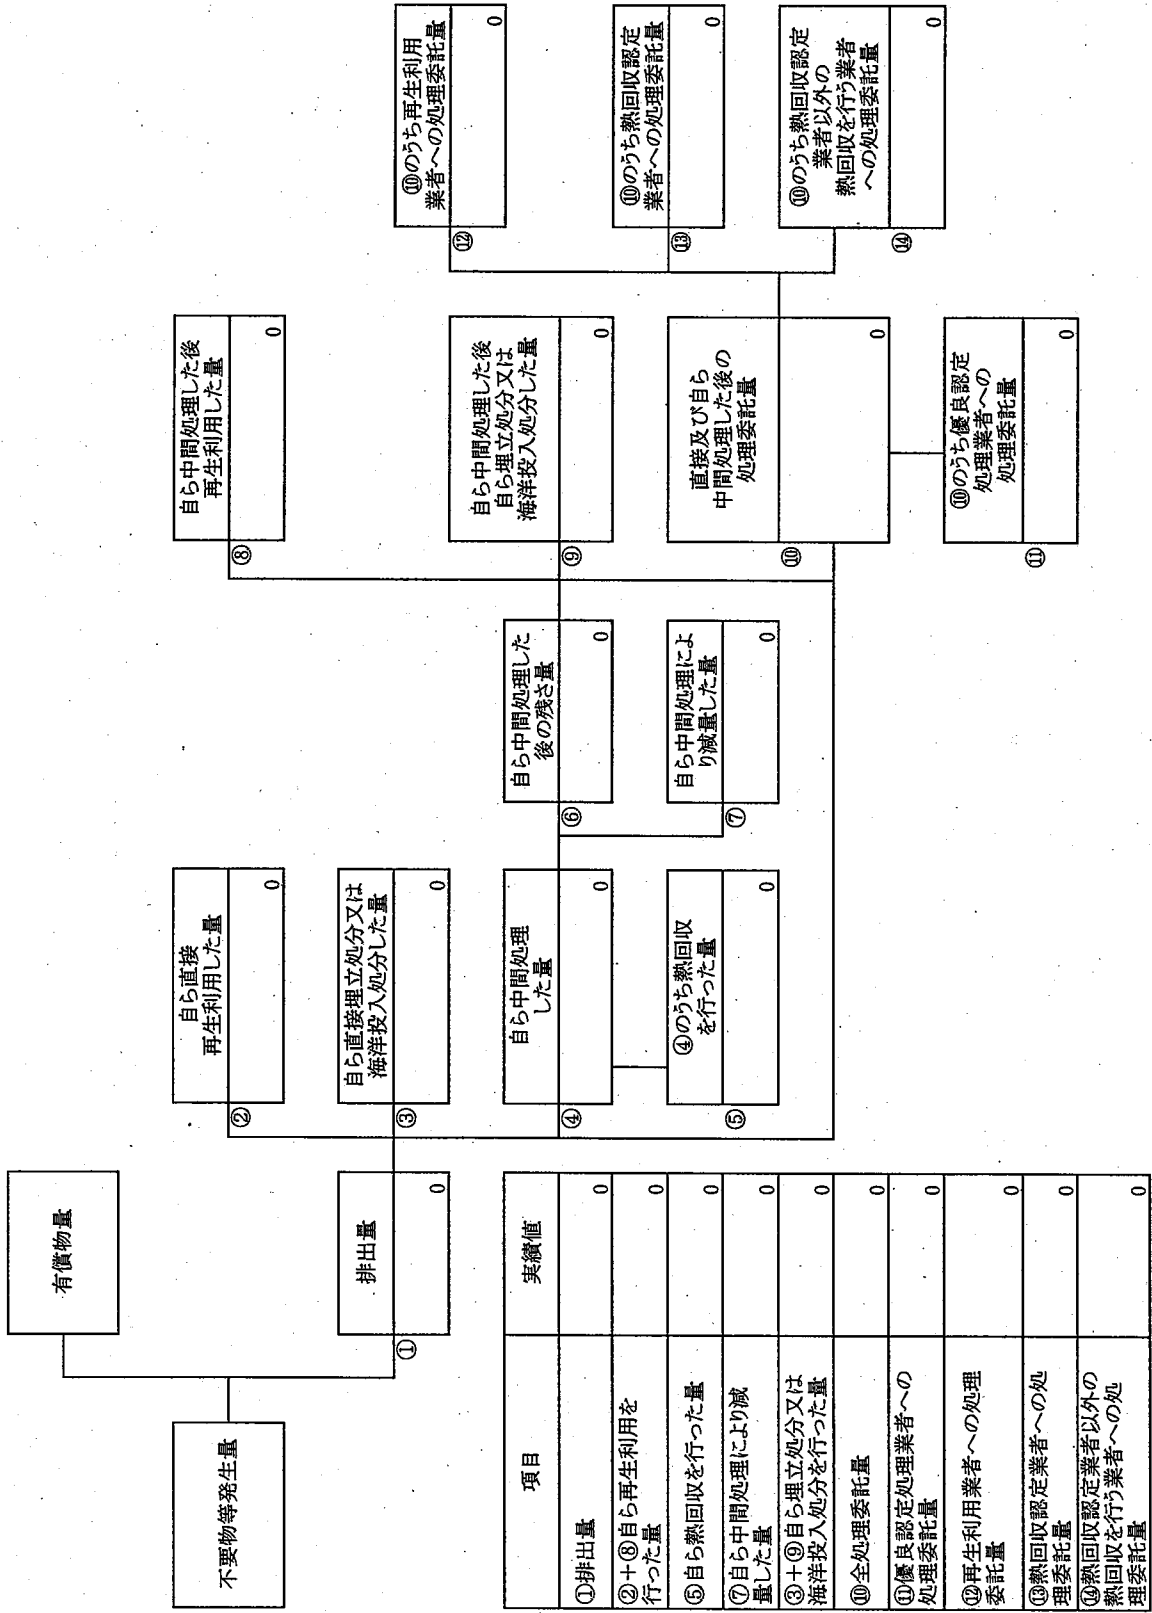 不要物等発生量
有償物量
排出量
①
0
自ら直接
再生利用した量
②
0
自ら直接埋立処分又は
海洋投入処分した量
③
0
自ら中間処理
した量
④
0
④のうち熱回収
を行った量
⑤
0
自ら中間処理した
後の残さ量
⑥
0
自ら中間処理によ
り減量した量
⑦
0
自ら中間処理した後
再生利用した量
⑧
0
自ら中間処理した後
自ら埋立処分又は
海洋投入処分した量
⑨
0
直接及び自ら
中間処理した後の
処理委託量
⑩
0
⑩のうち優良認定
処理業者への
処理委託量
⑪
0
⑩のうち再生利用
業者への処理委託量
⑫
0
⑩のうち熱回収認定
業者への処理委託量
⑬
0
⑩のうち熱回収認定
業者以外の
熱回収を行う業者
への処理委託量
⑭
0
項目 実績値
①排出量 0
②+⑧自ら再生利用を
行った量 0
⑤自ら熱回収を行った量 0
⑦自ら中間処理により減
量した量 0
③+⑨自ら埋立処分又は
海洋投入処分を行った量 0
⑩全処理委託量 0
⑪優良認定処理業者への
処理委託量 0
⑫再生利用業者への処理
委託量 0
⑬熱回収認定業者への処
理委託量 0
⑭熱回収認定業者以外の
熱回収を行う業者への処
理委託量 0